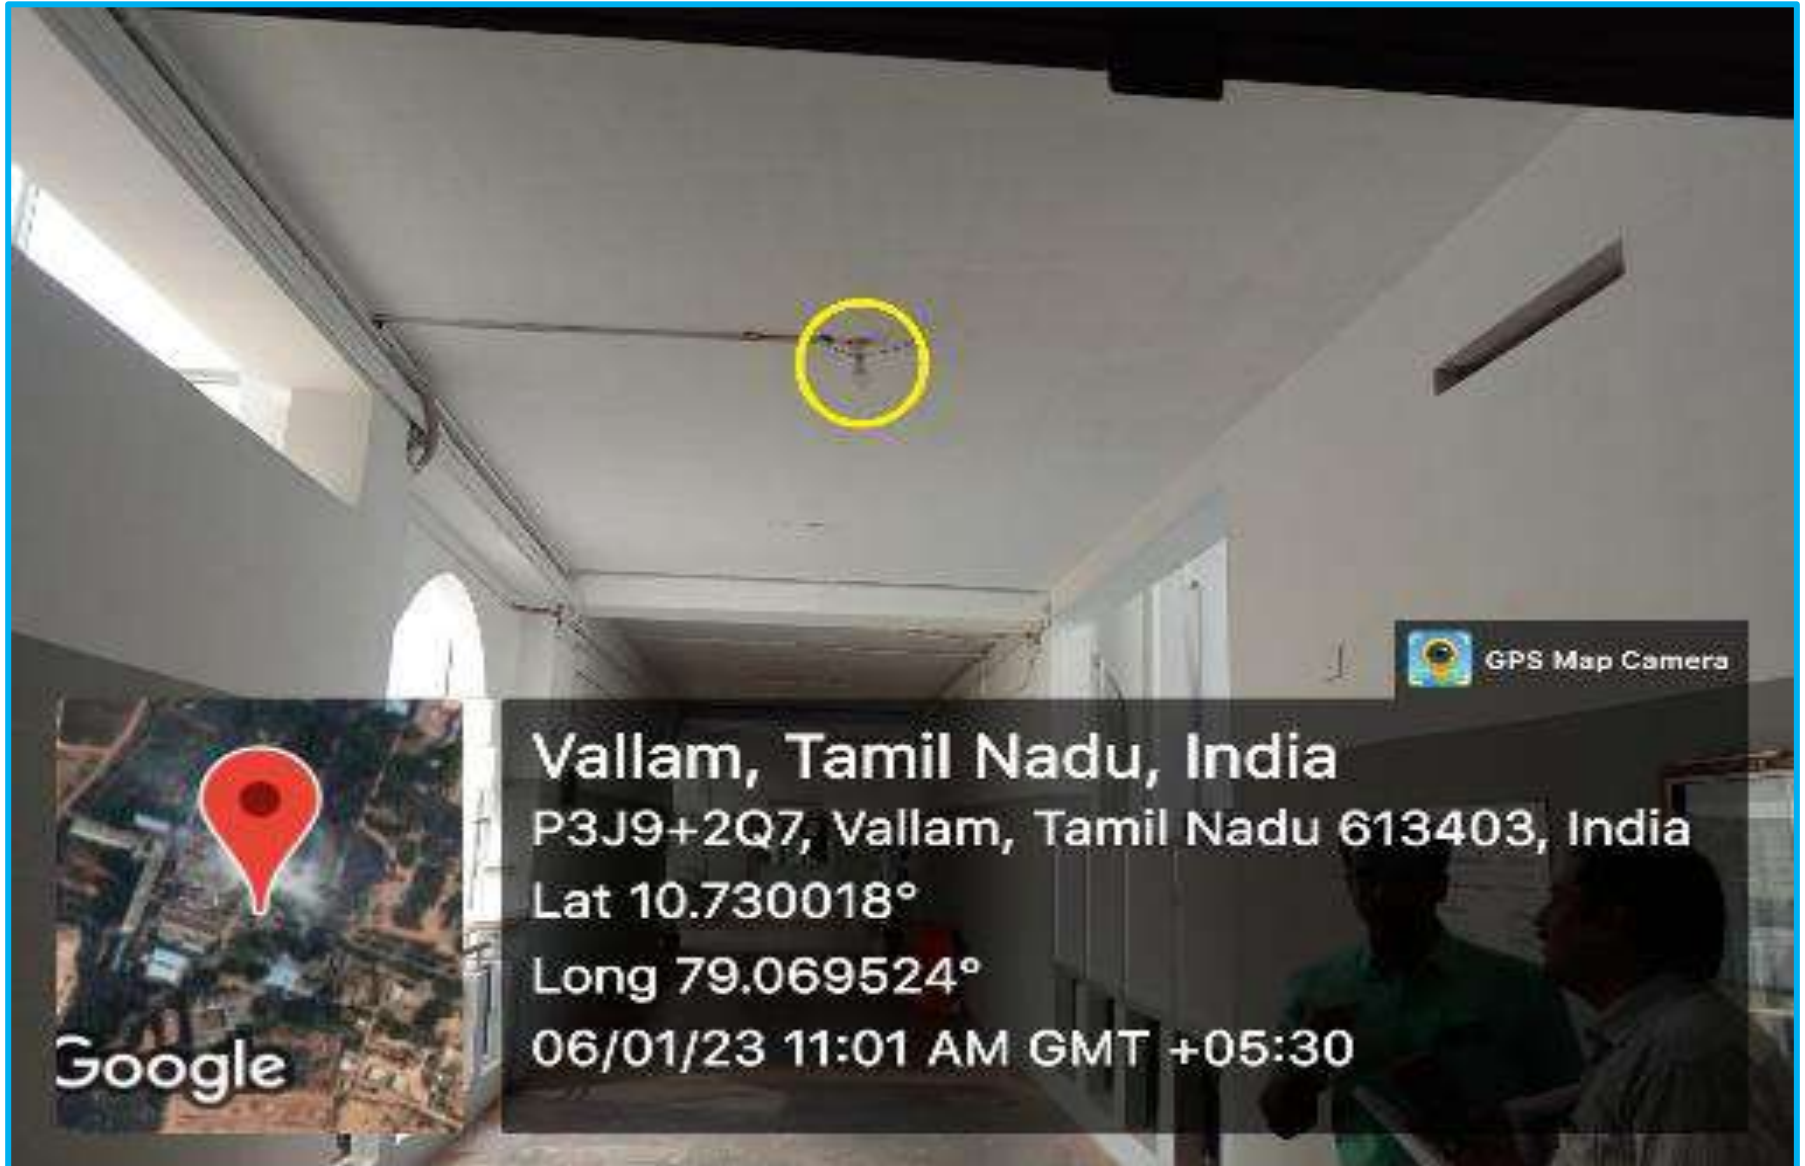 GPS Map Camera
Vallam, Tamil Nadu, India
P3J9+2Q7, Vallam, Tamil Nadu 613403, India
Lat 10.730018°
Long 79.069524°
06/01/23 11:01 AM GMT +05:30
Google